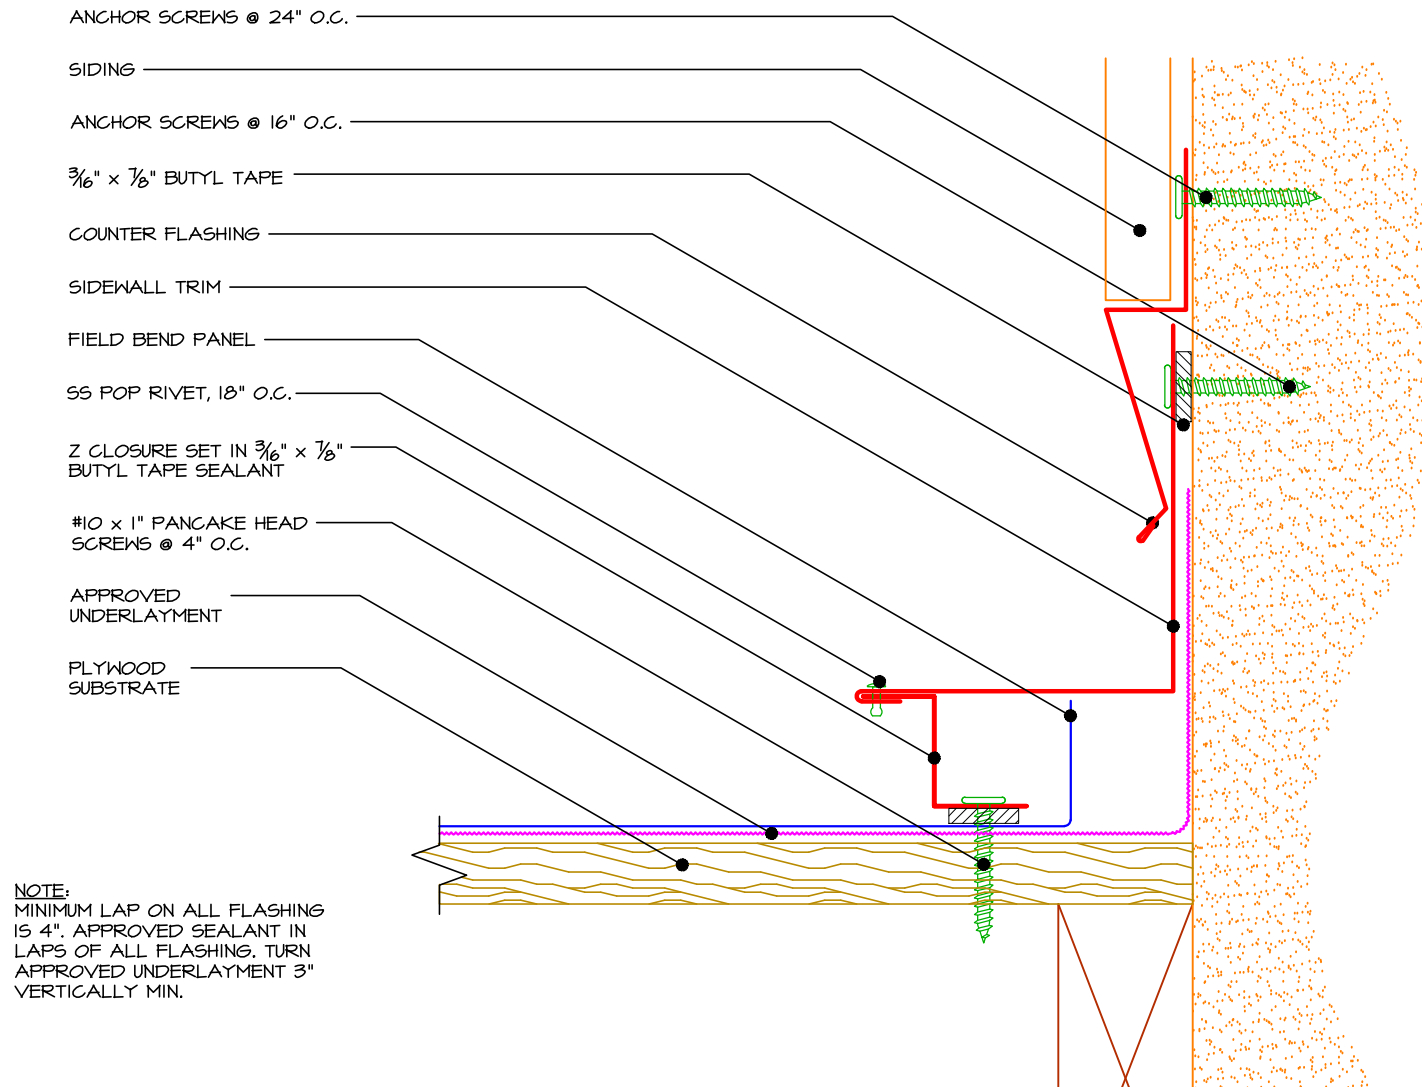 ANCHOR SCREWS @ 24" O.C.
SIDING
ANCHOR SCREWS @ 16" O.C.
3/16" x 7/8" BUTYL TAPE
COUNTER FLASHING
SIDEWALL TRIM
FIELD BEND PANEL
SS POP RIVET, 18" O.C.
Z CLOSURE SET IN 3/16" x 7/8"
BUTYL TAPE SEALANT
#10 x 1" PANCAKE HEAD
SCREWS @ 4" O.C.
APPROVED
UNDERLAYMENT
PLYWOOD
SUBSTRATE
NOTE:
MINIMUM LAP ON ALL FLASHING
IS 4". APPROVED SEALANT IN
LAPS OF ALL FLASHING. TURN
APPROVED UNDERLAYMENT 3"
VERTICALLY MIN.